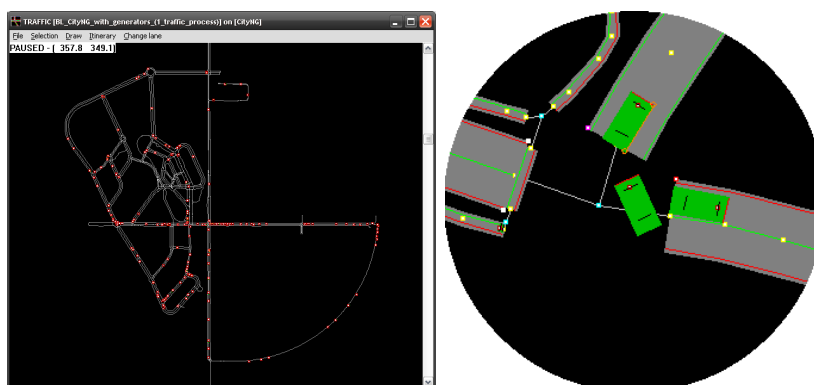 TRAFFIC [BL_CityNG_with_generators_(1_traffic_process)] on [CityNG]
File Selection Draw Itinerary Change lane
PAUSED - [ 357.8 349.1]